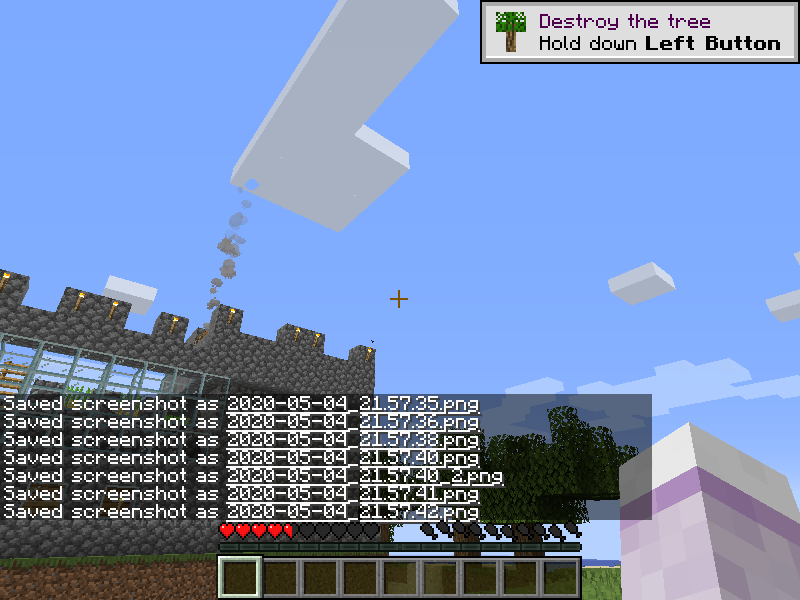 Destroy the tree
Hold down Left Button
Saved screenshot as 2020-05-04_21.57.35.png
Saved screenshot as 2020-05-04_21.57.36.png
Saved screenshot as 2020-05-04_21.57.38.png
Saved screenshot as 2020-05-04_21.57.40.png
Saved screenshot as 2020-05-04_21.57.40_2.png
Saved screenshot as 2020-05-04_21.57.41.png
Saved screenshot as 2020-05-04_21.57.42.png